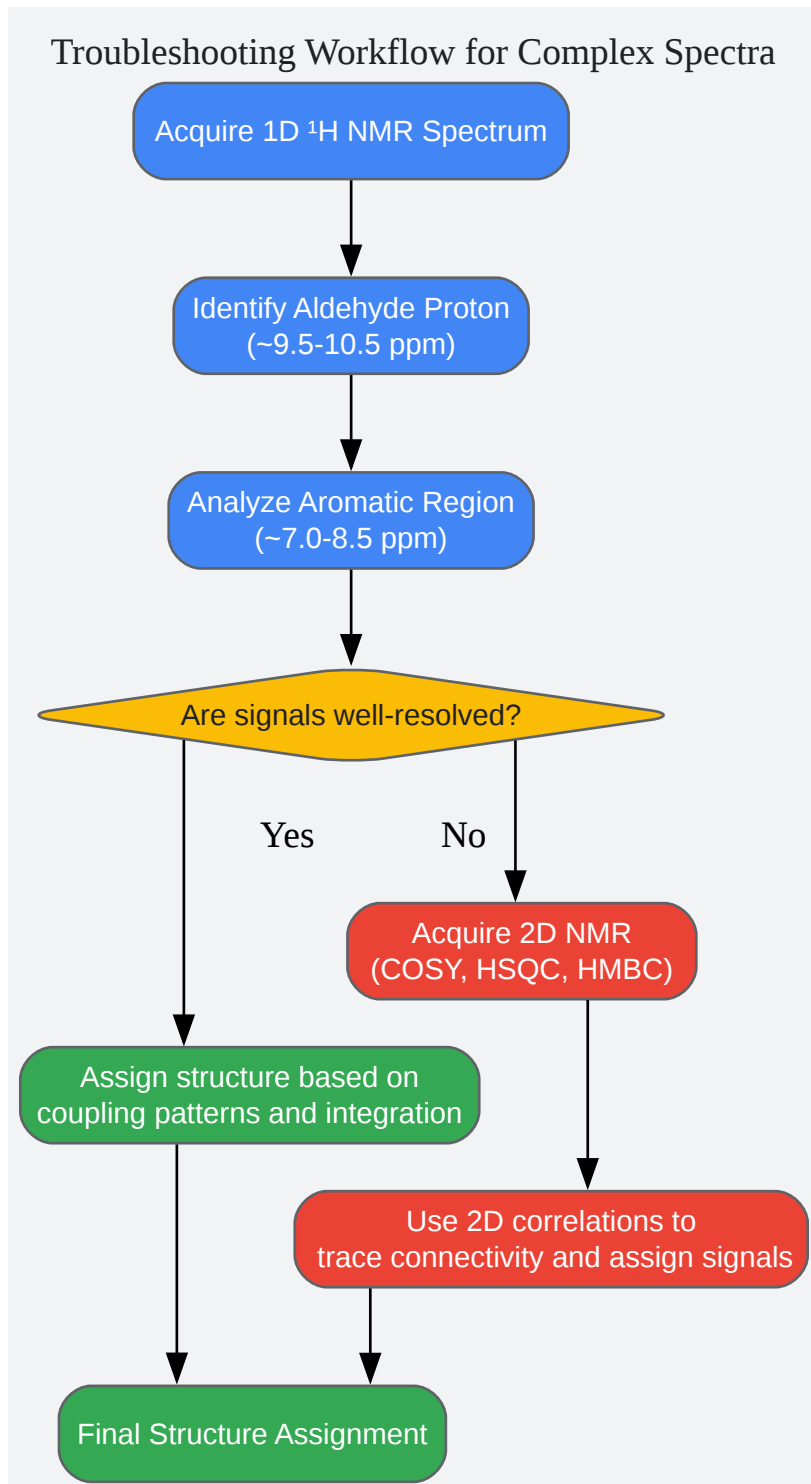 Troubleshooting Workflow for Complex Spectra
Acquire 1D ¹H NMR Spectrum
Identify Aldehyde Proton
(~9.5-10.5 ppm)
Analyze Aromatic Region
(~7.0-8.5 ppm)
Are signals well-resolved?
Yes
No
Acquire 2D NMR
(COSY, HSQC, HMBC)
Assign structure based on
coupling patterns and integration
Use 2D correlations to
trace connectivity and assign signals
Final Structure Assignment